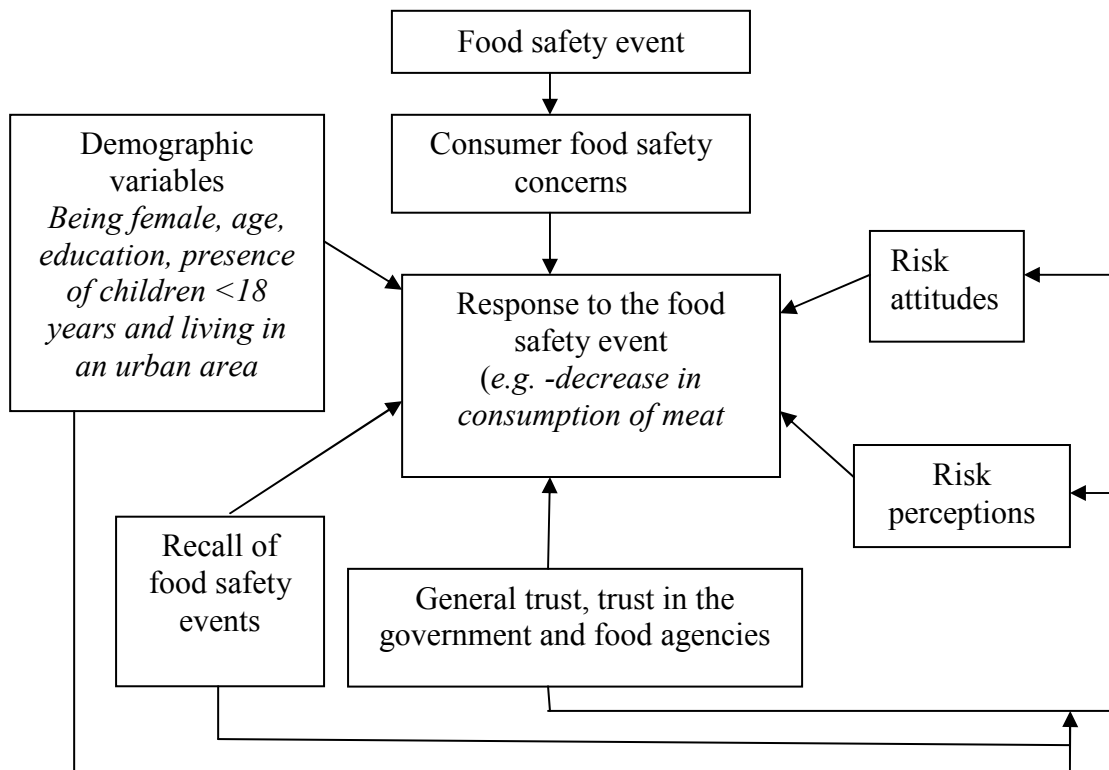 Food safety event
Consumer food safety
concerns
Demographic
variables
Being female, age,
education, presence
of children <18
years and living in
an urban area
Response to the food
safety event
(e.g. -decrease in
consumption of meat
Risk
attitudes
Risk
perceptions
Recall of
food safety
events
General trust, trust in the
government and food agencies